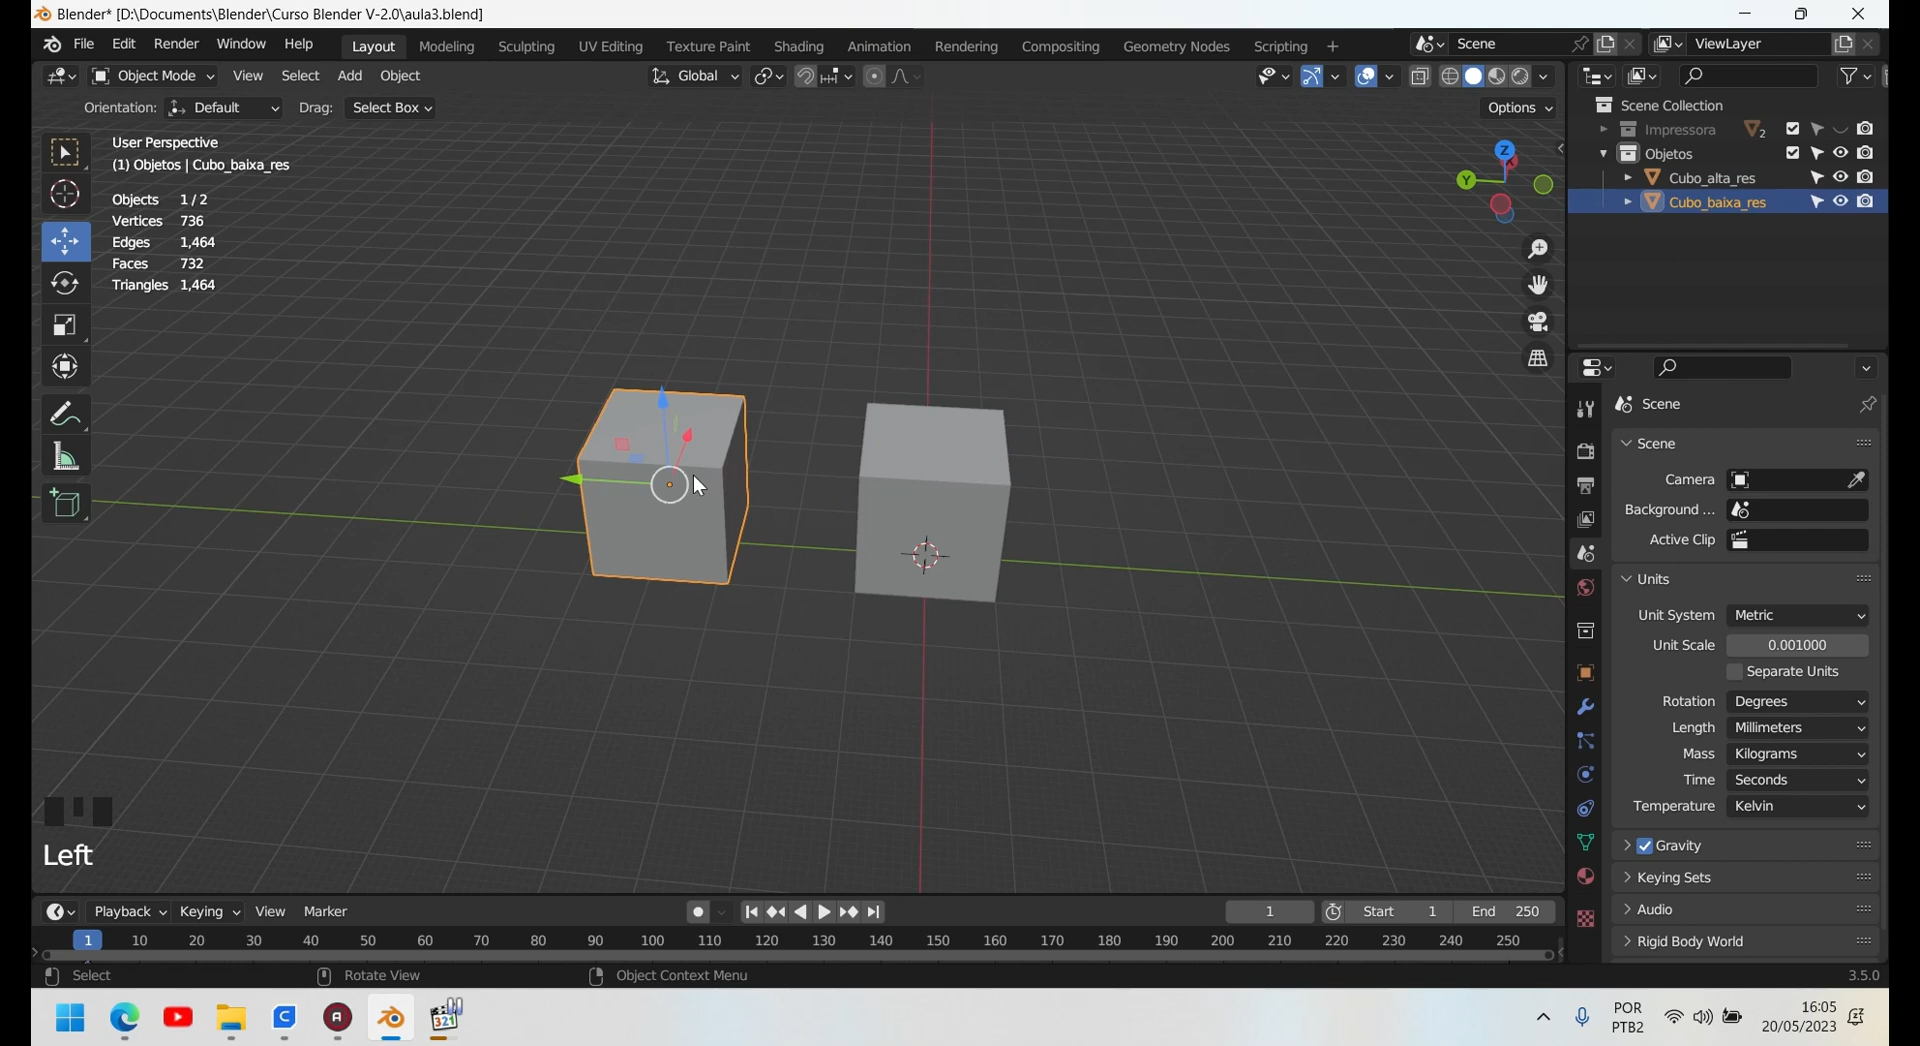 Blender* [D:\Documents\Blender\Curso Blender V-2.0\aula3.blend]
File Edit Render Window Help Layout Modeling Sculpting UV Editing Texture Paint Shading Animation Rendering Compositing Geometry Nodes Scripting + Scene ViewLayer
Object Mode View Select Add Object Global
Orientation: Default Drag: Select Box Options
Scene Collection
Impressora 2
Objetos
Cubo_alta_res
Cubo_baixa_res
User Perspective
(1) Objetos | Cubo_baixa_res
Objects 1/2
Vertices 736
Edges 1,464
Faces 732
Triangles 1,464
Z
X
Y
Scene
Scene
Camera
Background ...
Active Clip
Units
Unit System Metric
Unit Scale 0.001000
Separate Units
Rotation Degrees
Length Millimeters
Mass Kilograms
Time Seconds
Temperature Kelvin
Gravity
Keying Sets
Audio
Rigid Body World
Left
Playback Keying View Marker 1 Start 1 End 250
1 10 20 30 40 50 60 70 80 90 100 110 120 130 140 150 160 170 180 190 200 210 220 230 240 250
Select Rotate View Object Context Menu 3.5.0
POR
PTB2
16:05
20/05/2023
321